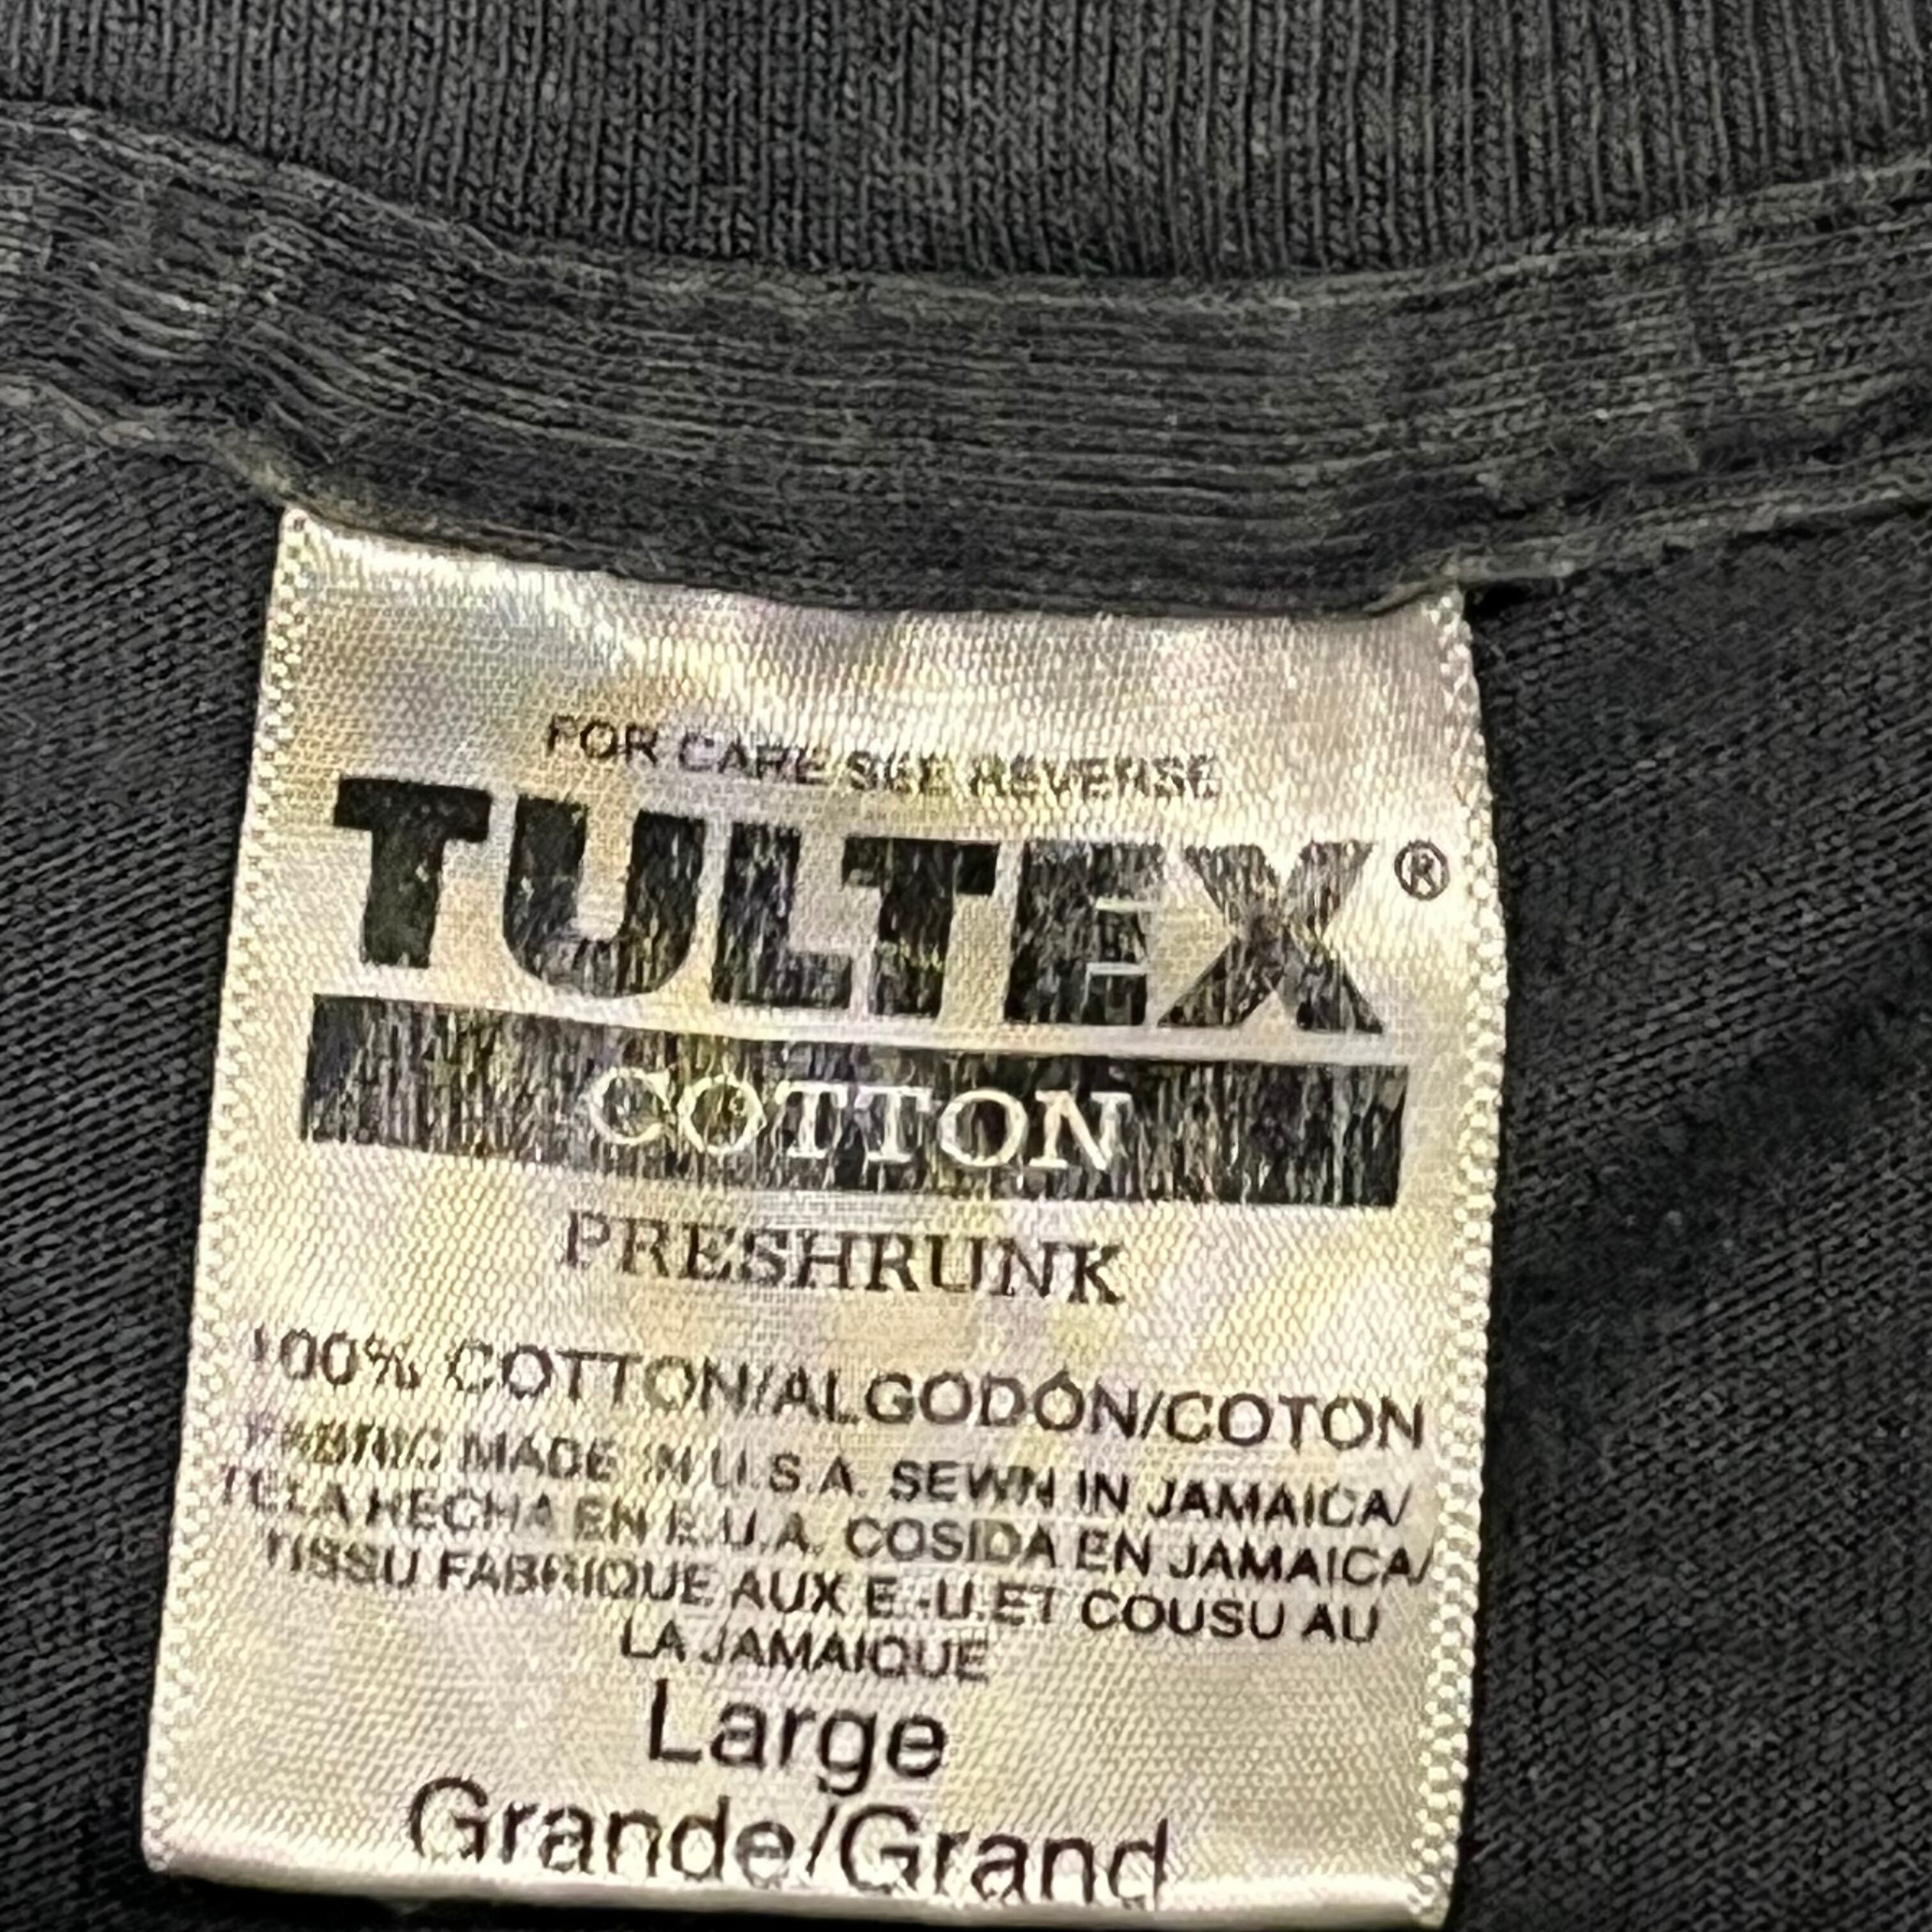 FOR CARE SEE REVERSE
TULTEX®
COTTON
PRESHRUNK
100% COTTON/ALGODÓN/COTON
FABRIC MADE IN U.S.A. SEWN IN JAMAICA/
TELA HECHA EN E.U.A. COSIDA EN JAMAICA/
TISSU FABRIQUE AUX E.-U.ET COUSU AU
LA JAMAIQUE
Large
Grande/Grand